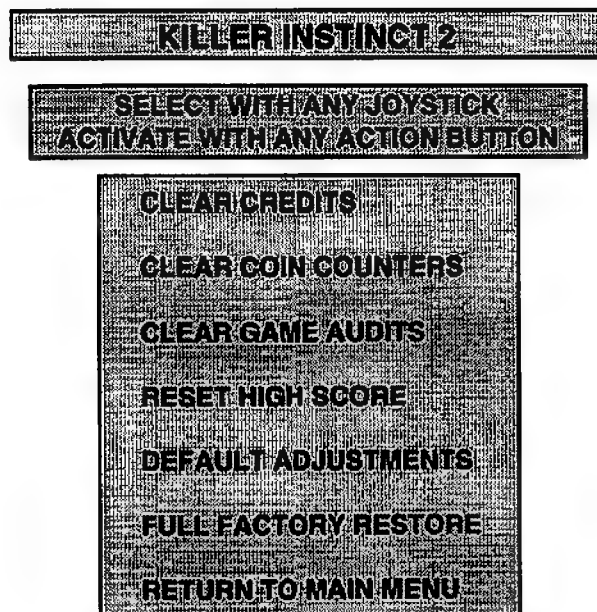 KILLER INSTINCT 2
SELECT WITH ANY JOYSTICK
ACTIVATE WITH ANY ACTION BUTTON
CLEAR CREDITS
CLEAR COIN COUNTERS
CLEAR GAME AUDITS
RESET HIGH SCORE
DEFAULT ADJUSTMENTS
FULL FACTORY RESTORE
RETURN TO MAIN MENU